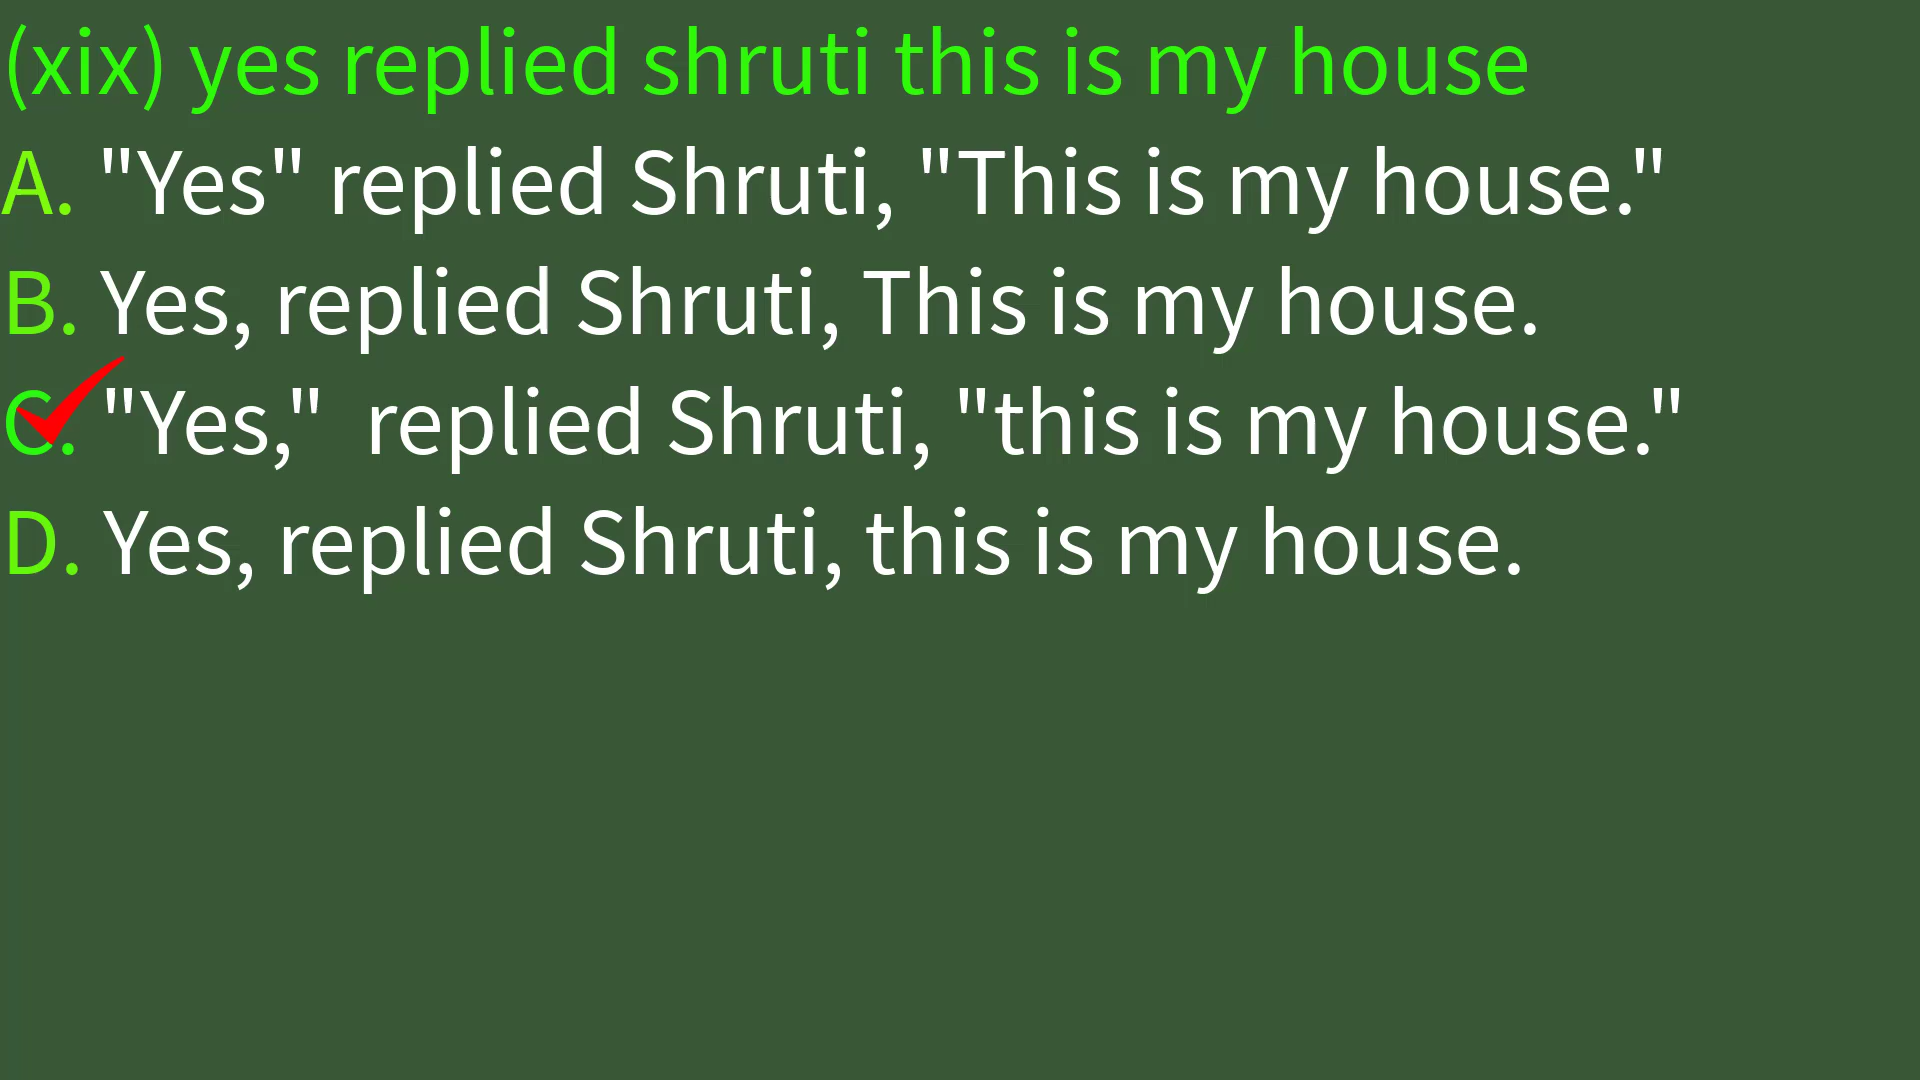 (xix) yes replied shruti this is my house
A. "Yes" replied Shruti, "This is my house."
B. Yes, replied Shruti, This is my house.
C. "Yes,"  replied Shruti, "this is my house."
D. Yes, replied Shruti, this is my house.